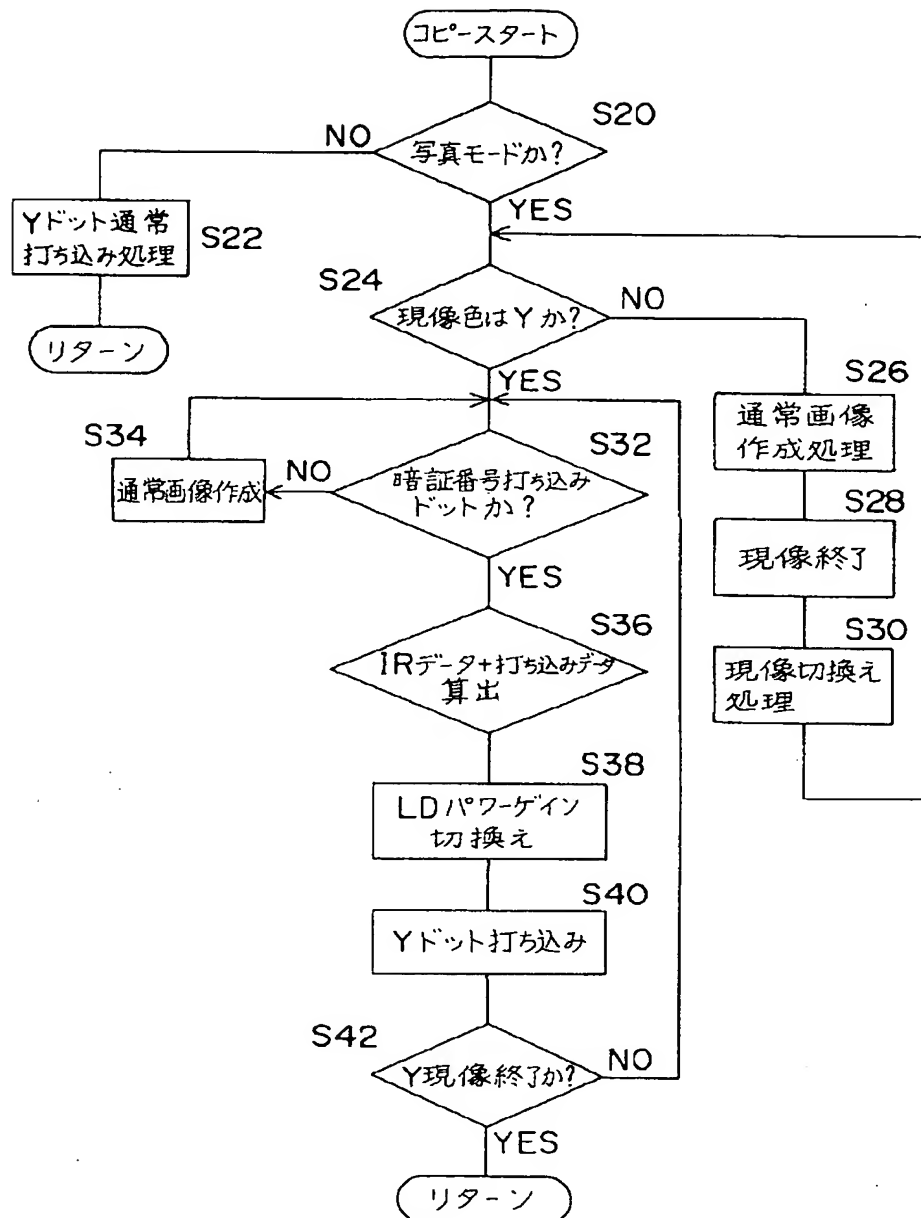 コピースタート
S20
写真モードか?
NO
YES
Yドット通常
打ち込み処理
S22
リターン
S24
現像色はYか?
NO
YES
S26
通常画像
作成処理
S28
現像終了
S30
現像切換え
処理
S34
通常画像作成
S32
暗証番号打ち込み
ドットか?
NO
YES
S36
IRデータ+打ち込みデータ
算出
S38
LDパワーゲイン
切換え
S40
Yドット打ち込み
S42
Y現像終了か?
NO
YES
リターン